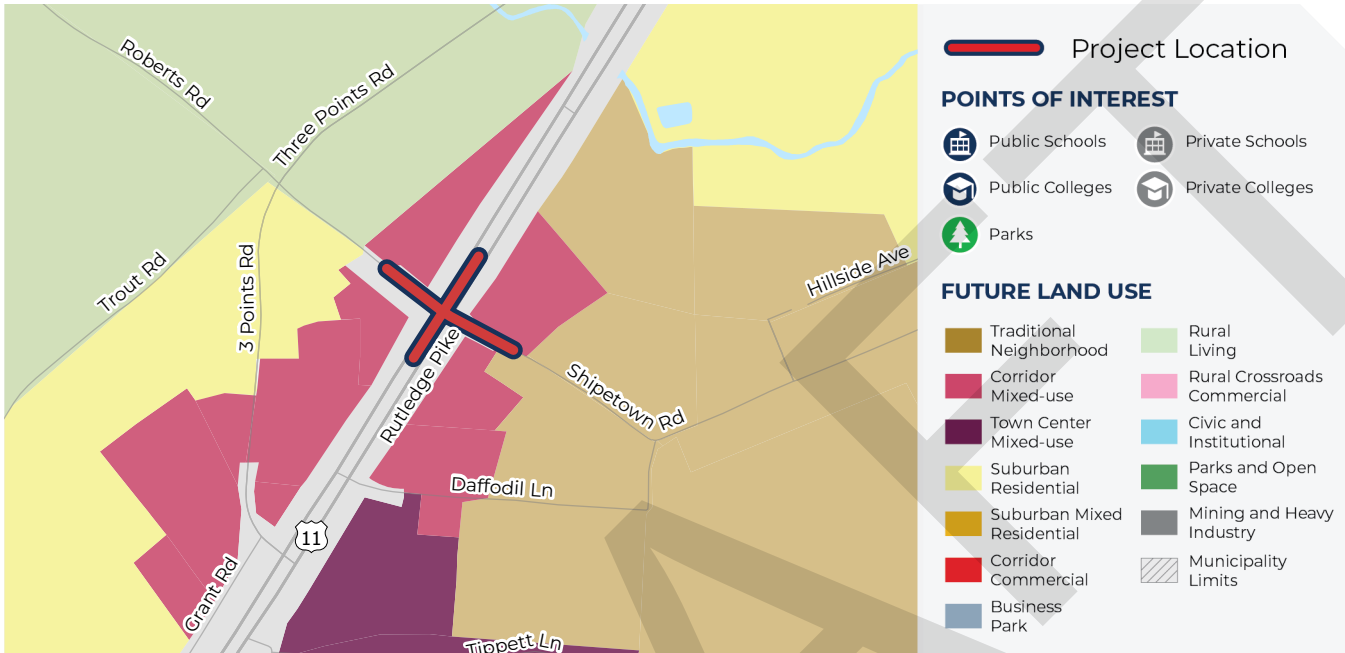 Roberts Rd
Three Points Rd
Trout Rd
3 Points Rd
Hillside Ave
Rutledge Pike
Shipetown Rd
Daffodil Ln
11
Grant Rd
Tippett Ln
Project Location
POINTS OF INTEREST
Public Schools
Private Schools
Public Colleges
Private Colleges
Parks
FUTURE LAND USE
Traditional
Neighborhood
Corridor
Mixed-use
Town Center
Mixed-use
Suburban
Residential
Suburban Mixed
Residential
Corridor
Commercial
Business
Park
Rural
Living
Rural Crossroads
Commercial
Civic and
Institutional
Parks and Open
Space
Mining and Heavy
Industry
Municipality
Limits